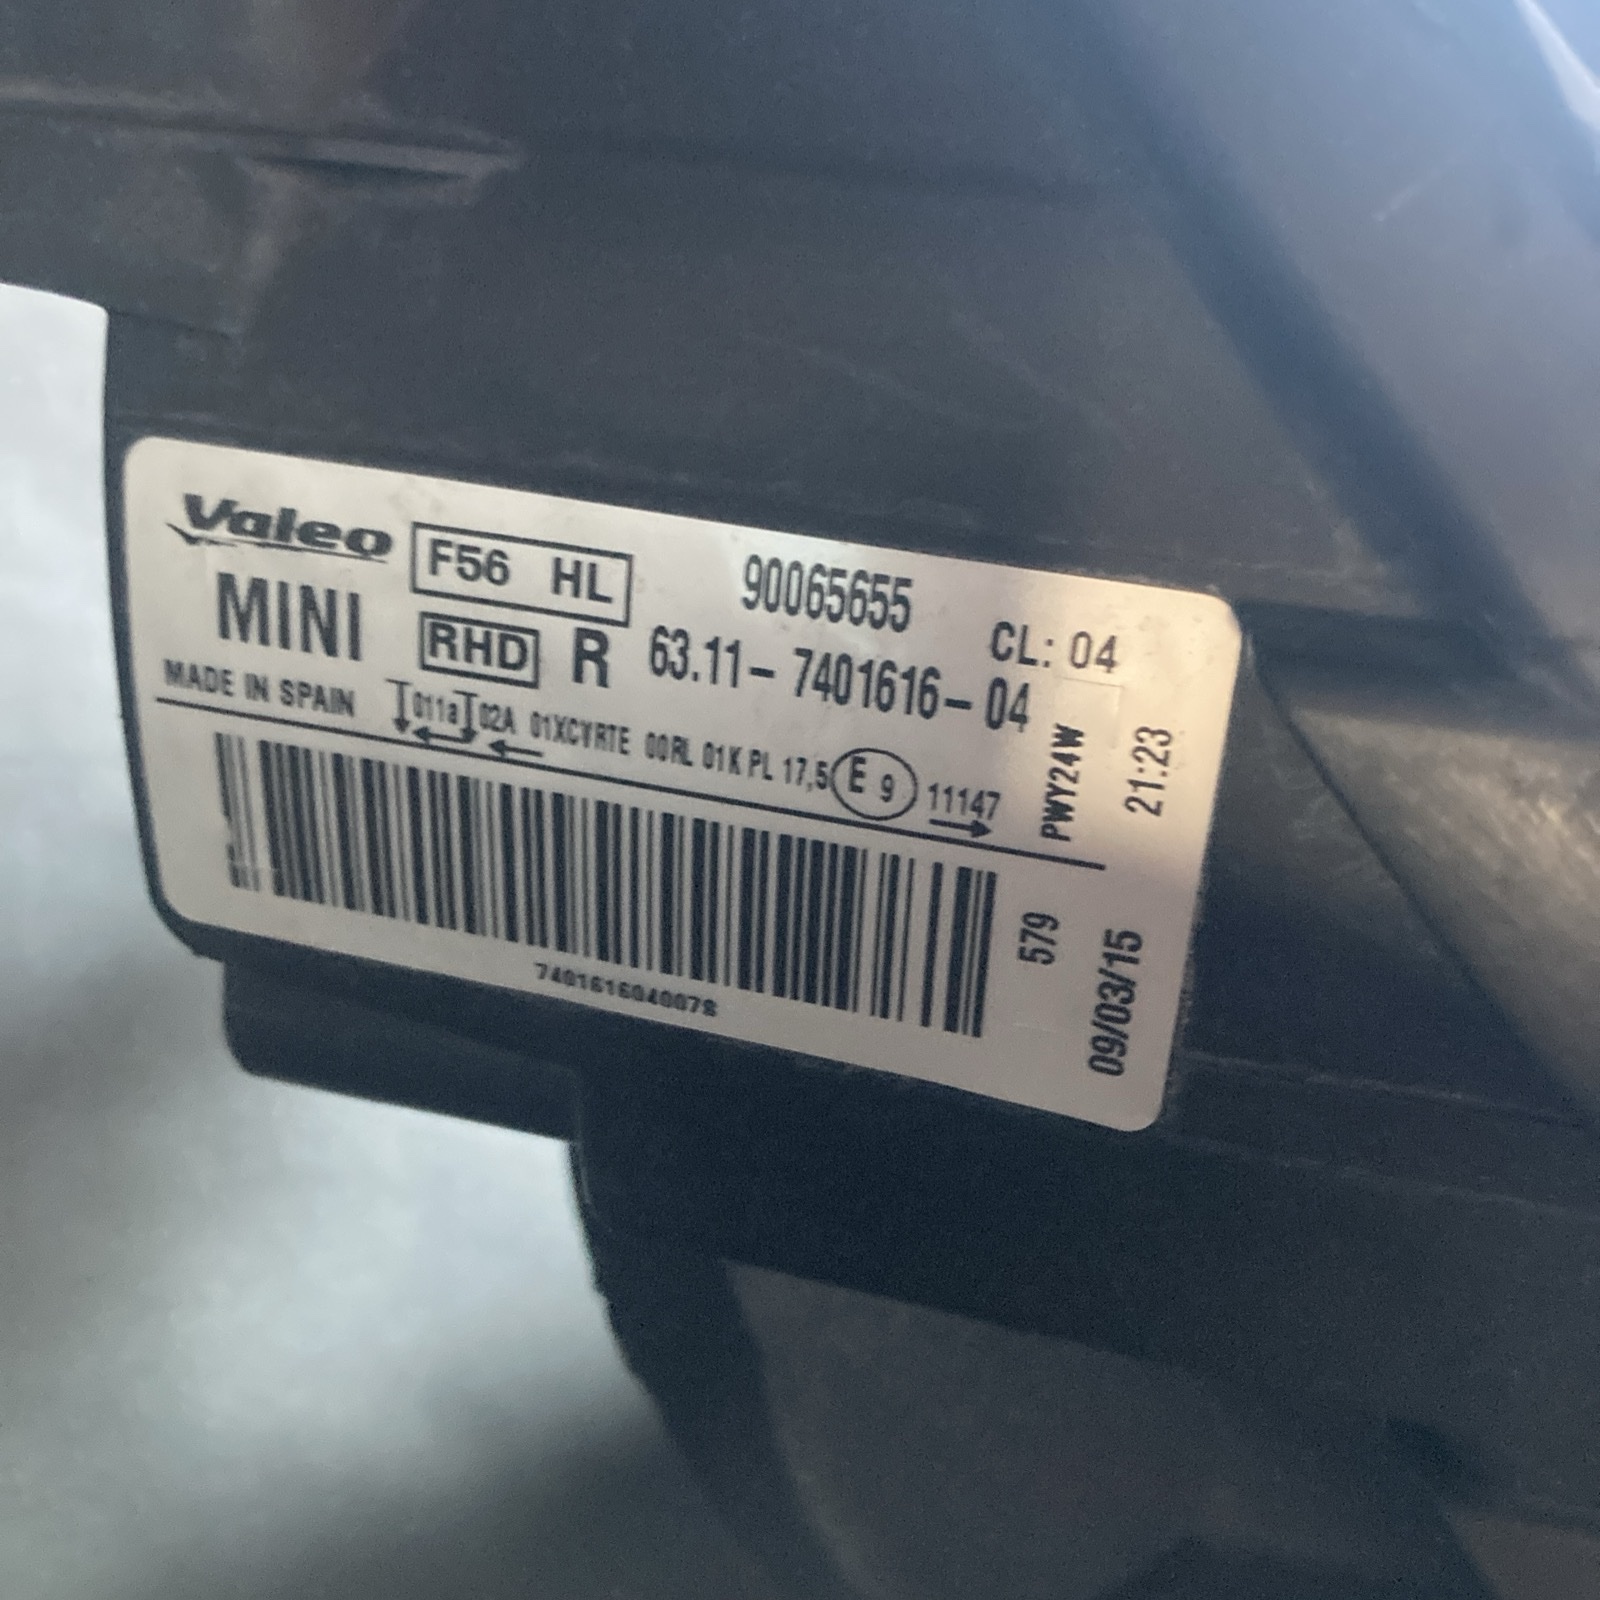 Valeo F56 HL 90065655 CL: 04
MINI RHD R 63.11-7401616-04
MADE IN SPAIN 011a 02A 01XCVRTE 00RL 01K PL 17,5 E 9 11147
PWY24W 21:23
579 09/03/15
7401616040078